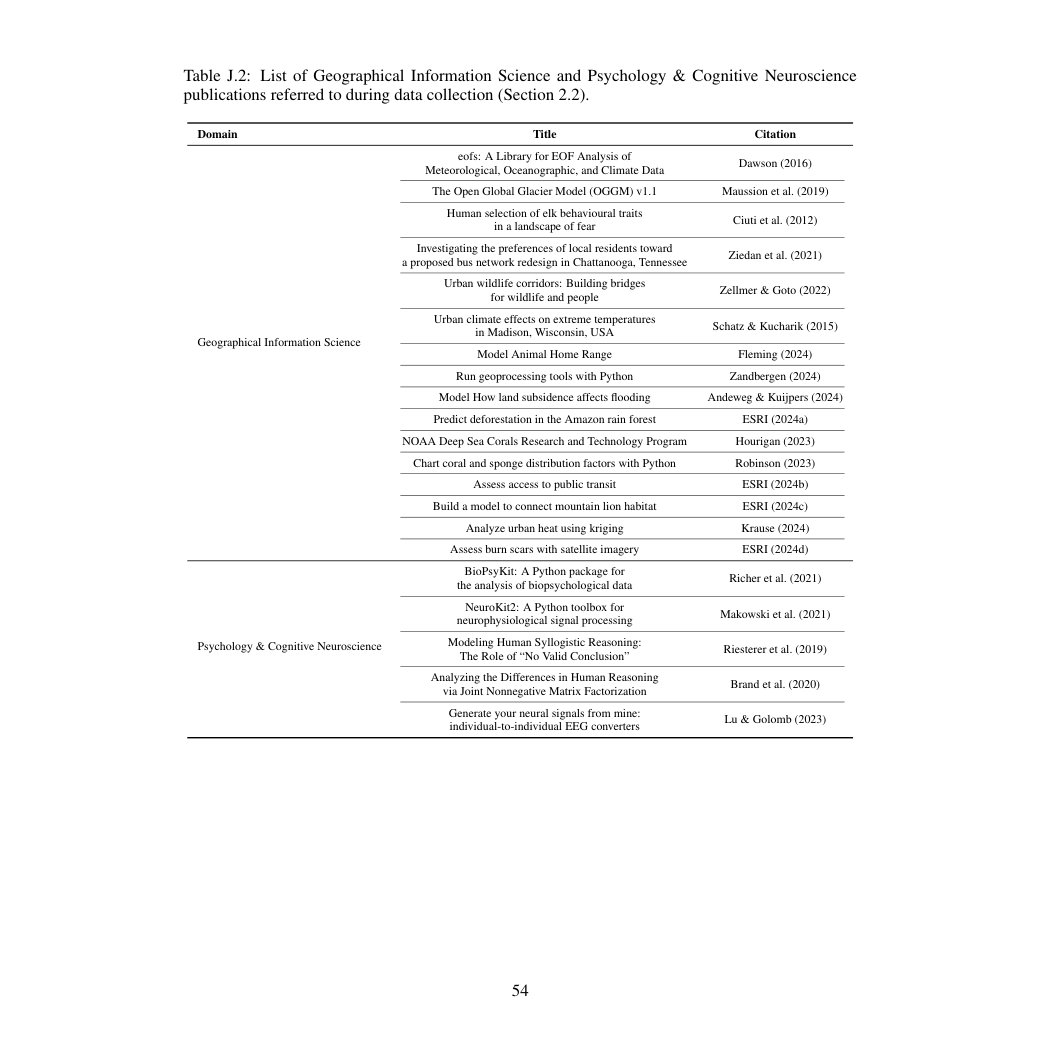 Table J.2: List of Geographical Information Science and Psychology & Cognitive Neuroscience
publications referred to during data collection (Section 2.2).
Domain Title Citation
eofs: A Library for EOF Analysis of
Meteorological, Oceanographic, and Climate Data
Dawson (2016)
The Open Global Glacier Model (OGGM) v1.1 Maussion et al. (2019)
Human selection of elk behavioural traits
in a landscape of fear
Ciuti et al. (2012)
Investigating the preferences of local residents toward
a proposed bus network redesign in Chattanooga, Tennessee
Ziedan et al. (2021)
Urban wildlife corridors: Building bridges
for wildlife and people
Zellmer & Goto (2022)
Urban climate effects on extreme temperatures
in Madison, Wisconsin, USA
Schatz & Kucharik (2015)
Geographical Information Science
Model Animal Home Range Fleming (2024)
Run geoprocessing tools with Python Zandbergen (2024)
Model How land subsidence affects flooding Andeweg & Kuijpers (2024)
Predict deforestation in the Amazon rain forest ESRI (2024a)
NOAA Deep Sea Corals Research and Technology Program Hourigan (2023)
Chart coral and sponge distribution factors with Python Robinson (2023)
Assess access to public transit ESRI (2024b)
Build a model to connect mountain lion habitat ESRI (2024c)
Analyze urban heat using kriging Krause (2024)
Assess burn scars with satellite imagery ESRI (2024d)
BioPsyKit: A Python package for
the analysis of biopsychological data
Richer et al. (2021)
NeuroKit2: A Python toolbox for
neurophysiological signal processing
Makowski et al. (2021)
Psychology & Cognitive Neuroscience
Modeling Human Syllogistic Reasoning:
The Role of “No Valid Conclusion”
Riesterer et al. (2019)
Analyzing the Differences in Human Reasoning
via Joint Nonnegative Matrix Factorization
Brand et al. (2020)
Generate your neural signals from mine:
individual-to-individual EEG converters
Lu & Golomb (2023)
54